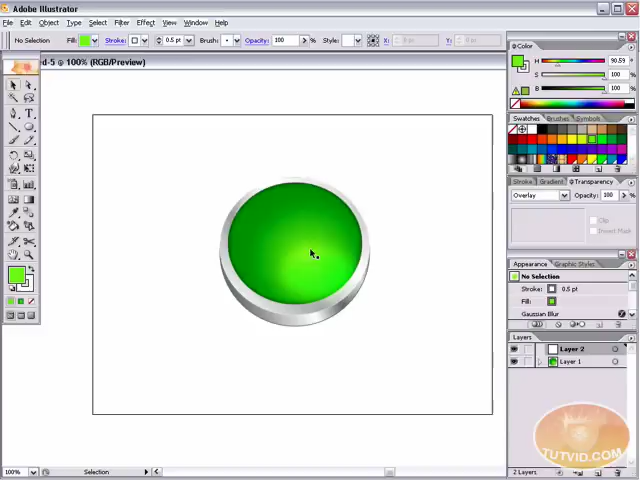 Adobe Illustrator
File Edit Object Type Select Filter Effect View Window Help
No Selection Fill: Stroke: 0.5 pt Brush: Opacity: 100 % Style: X: Y:
d-5 @ 100% (RGB/Preview)
Color
H 90.59 °
S 100
B 100
Swatches Brushes Symbols
Stroke Gradient Transparency
Overlay Opacity: 100 %
Clip
Invert Mask
Appearance Graphic Styles
No Selection
Stroke: 0.5 pt
Fill:
Gaussian Blur
Layers
Layer 2
Layer 1
TUTVID.COM
100% Selection 2 Layers